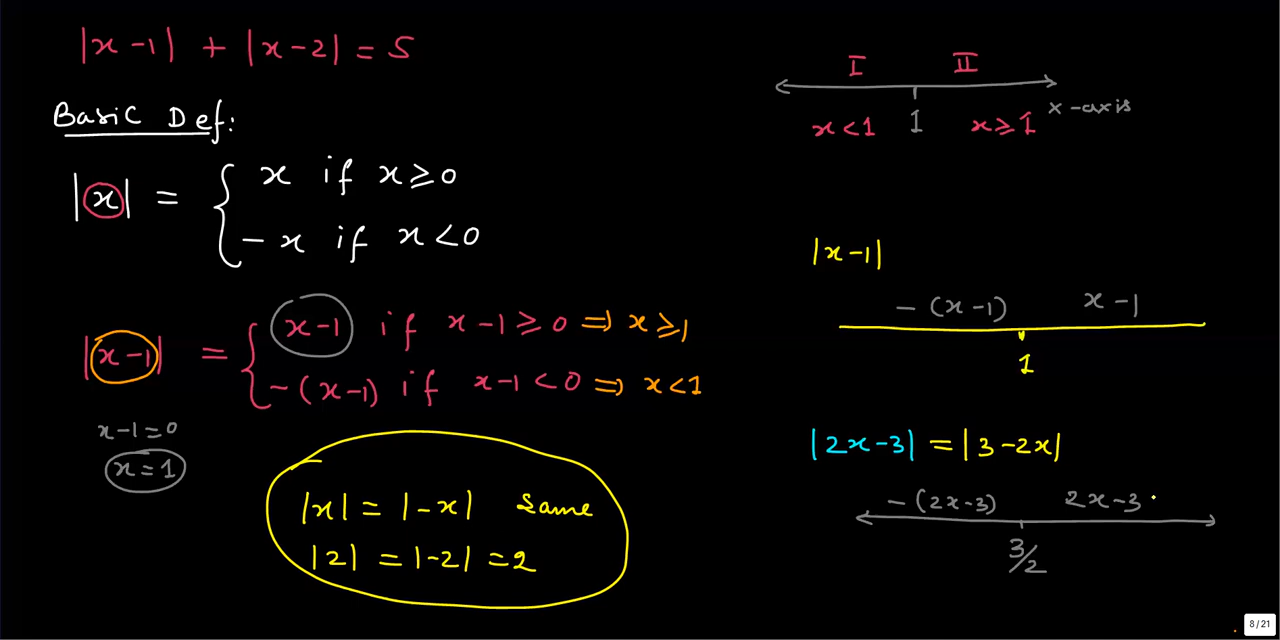 |x-1| + |x-2| = 5
Basic Def:
|x| = { x if x ≥ 0
-x if x < 0
|x-1| = { x-1 if x-1 ≥ 0 ⇒ x ≥ 1
-(x-1) if x-1 < 0 ⇒ x < 1
x-1=0
x=1
|x| = |-x| same
|2| = |-2| = 2
I II
x < 1 1 x ≥ 1 x-axis
|x-1|
-(x-1) x-1
1
|2x-3| = |3-2x|
-(2x-3) 2x-3
3/2
8 / 21